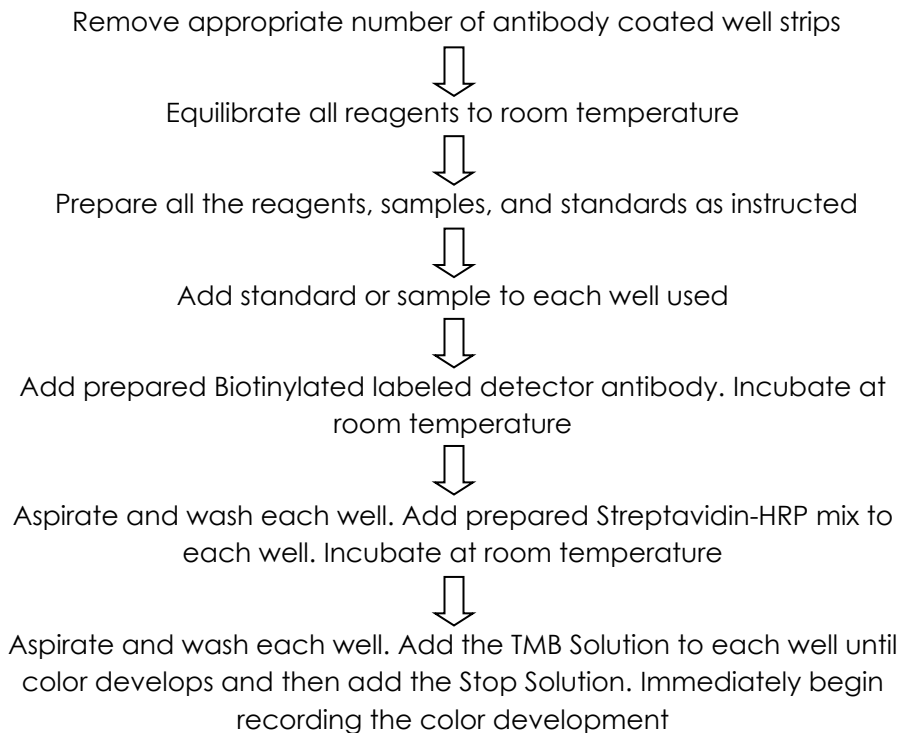 Remove appropriate number of antibody coated well strips
Equilibrate all reagents to room temperature
Prepare all the reagents, samples, and standards as instructed
Add standard or sample to each well used
Add prepared Biotinylated labeled detector antibody. Incubate at
room temperature
Aspirate and wash each well. Add prepared Streptavidin-HRP mix to
each well. Incubate at room temperature
Aspirate and wash each well. Add the TMB Solution to each well until
color develops and then add the Stop Solution. Immediately begin
recording the color development